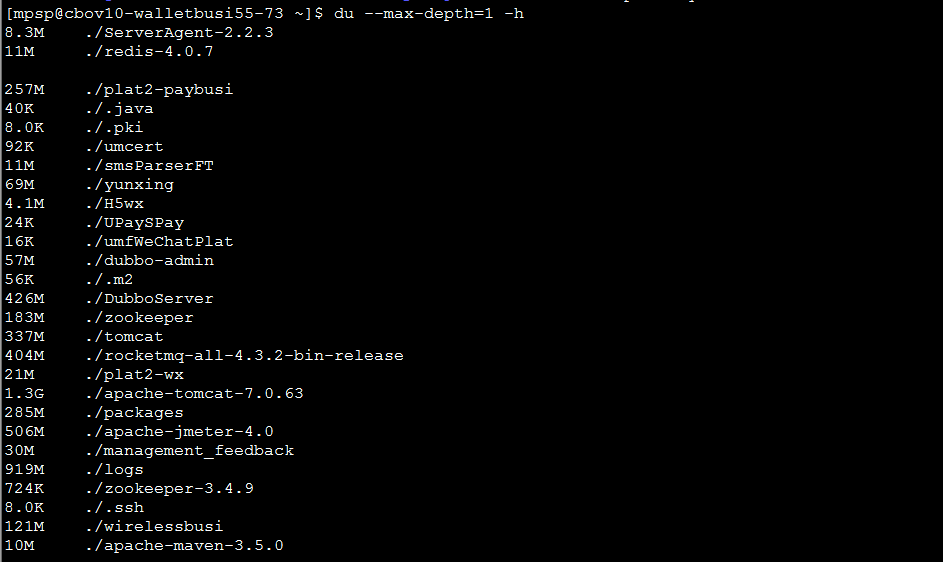 [mpsp@cbov10-walletbusi55-73 ~]$ du --max-depth=1 -h
8.3M ./ServerAgent-2.2.3
11M ./redis-4.0.7
257M ./plat2-paybusi
40K ./.java
8.0K ./.pki
92K ./umcert
11M ./smsParserFT
69M ./yunxing
4.1M ./H5wx
24K ./UPaySPay
16K ./umfWeChatPlat
57M ./dubbo-admin
56K ./.m2
426M ./DubboServer
183M ./zookeeper
337M ./tomcat
404M ./rocketmq-all-4.3.2-bin-release
21M ./plat2-wx
1.3G ./apache-tomcat-7.0.63
285M ./packages
506M ./apache-jmeter-4.0
30M ./management_feedback
919M ./logs
724K ./zookeeper-3.4.9
8.0K ./.ssh
121M ./wirelessbusi
10M ./apache-maven-3.5.0